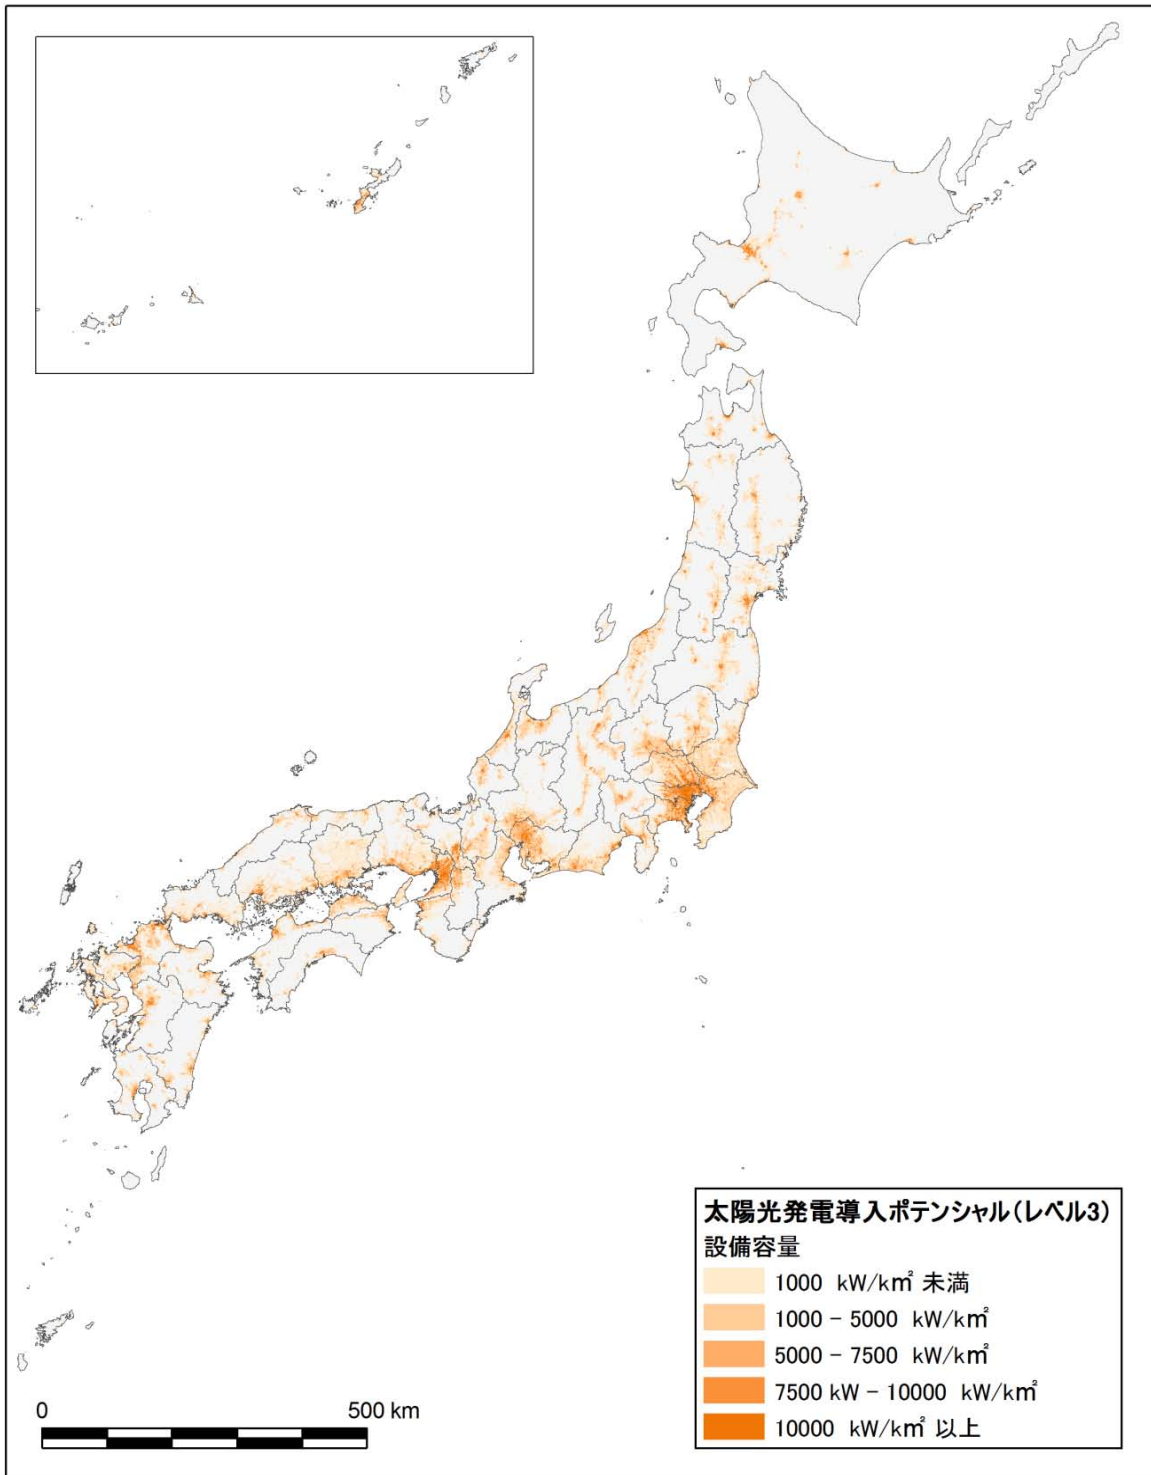 太陽光発電導入ポテンシャル(レベル3)
設備容量
1000 kW/k㎡ 未満
1000 - 5000 kW/k㎡
5000 - 7500 kW/k㎡
7500 kW - 10000 kW/k㎡
10000 kW/k㎡ 以上
0 500 km